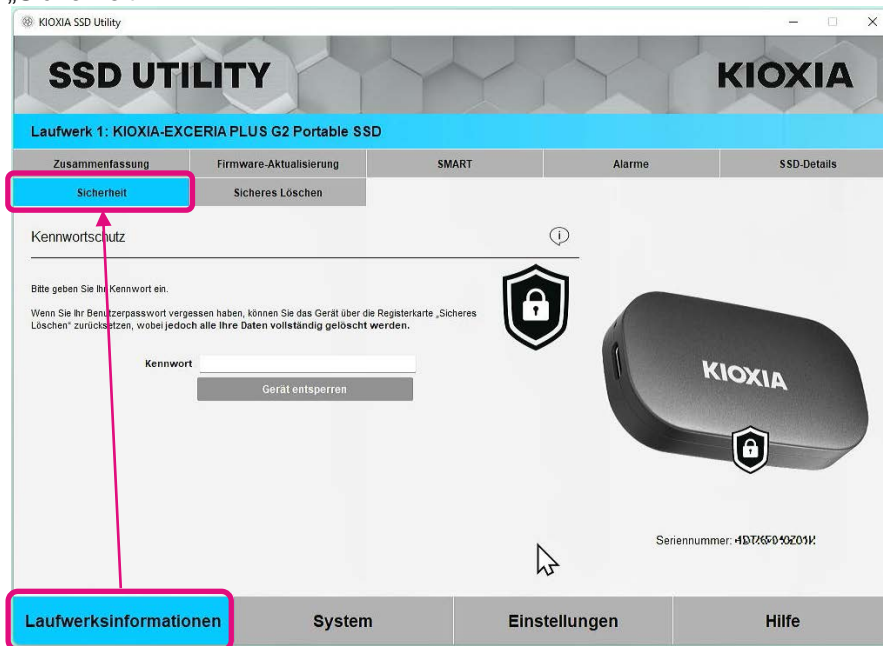 KIOXIA SSD Utility
SSD UTILITY
KIOXIA
Laufwerk 1: KIOXIA-EXCERIA PLUS G2 Portable SSD
Zusammenfassung Firmware-Aktualisierung SMART Alarme SSD-Details
Sicherheit Sicheres Löschen
Kennwortschutz
Bitte geben Sie Ihr Kennwort ein.
Wenn Sie Ihr Benutzerpasswort vergessen haben, können Sie das Gerät über die Registerkarte „Sicheres
Löschen“ zurücksetzen, wobei jedoch alle Ihre Daten vollständig gelöscht werden.
Kennwort
Gerät entsperren
KIOXIA
Seriennummer:
Laufwerksinformationen System Einstellungen Hilfe